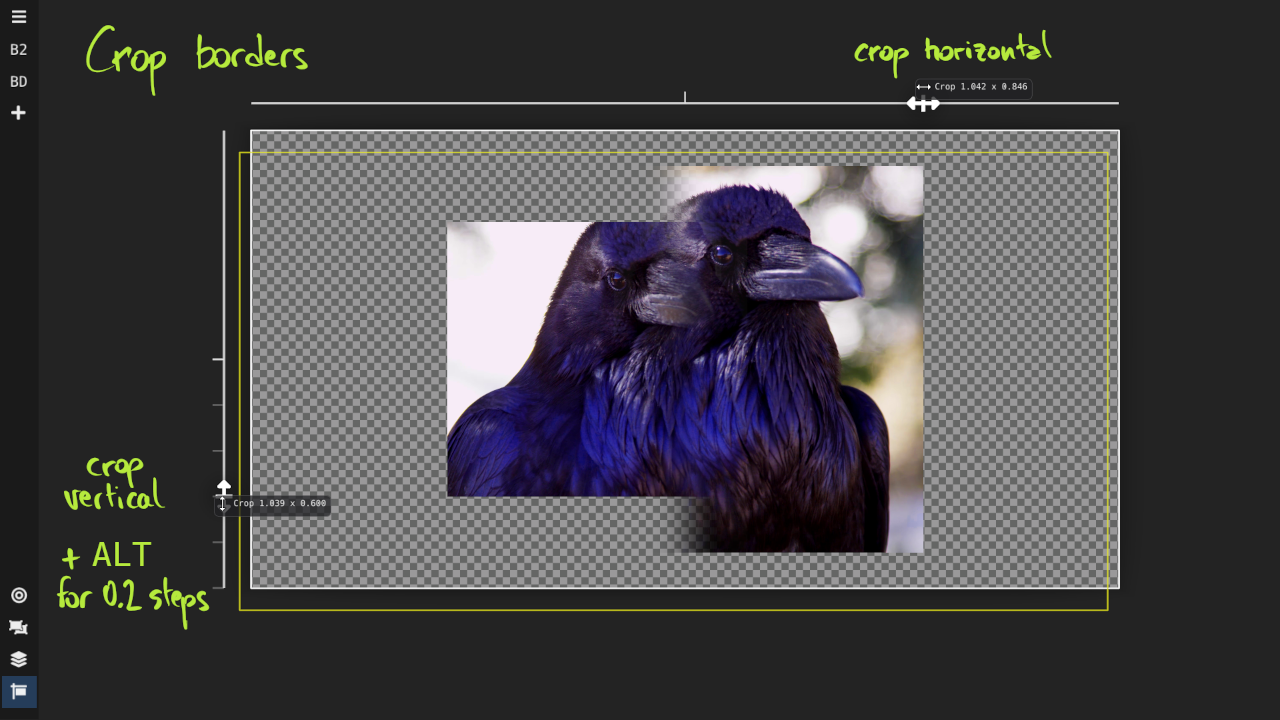 B2
BD
Crop borders
crop horizontal
Crop 1.042 x 0.846
crop
vertical
Crop 1.039 x 0.600
+ ALT
for 0.2 steps